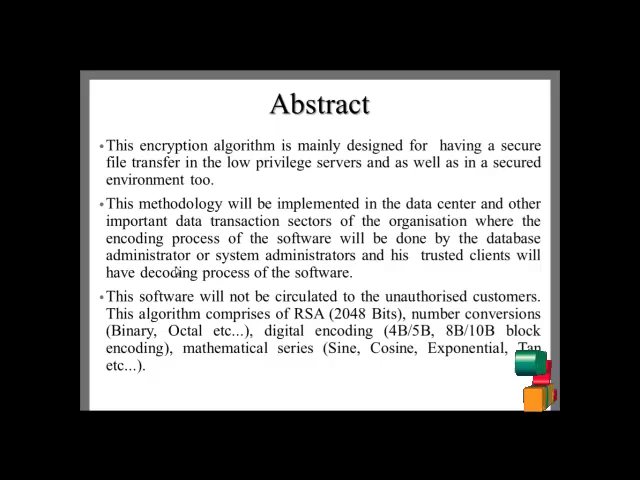 Abstract
•This encryption algorithm is mainly designed for having a secure
file transfer in the low privilege servers and as well as in a secured
environment too.
•This methodology will be implemented in the data center and other
important data transaction sectors of the organisation where the
encoding process of the software will be done by the database
administrator or system administrators and his trusted clients will
have decoding process of the software.
•This software will not be circulated to the unauthorised customers.
This algorithm comprises of RSA (2048 Bits), number conversions
(Binary, Octal etc...), digital encoding (4B/5B, 8B/10B block
encoding), mathematical series (Sine, Cosine, Exponential, Tan
etc...).